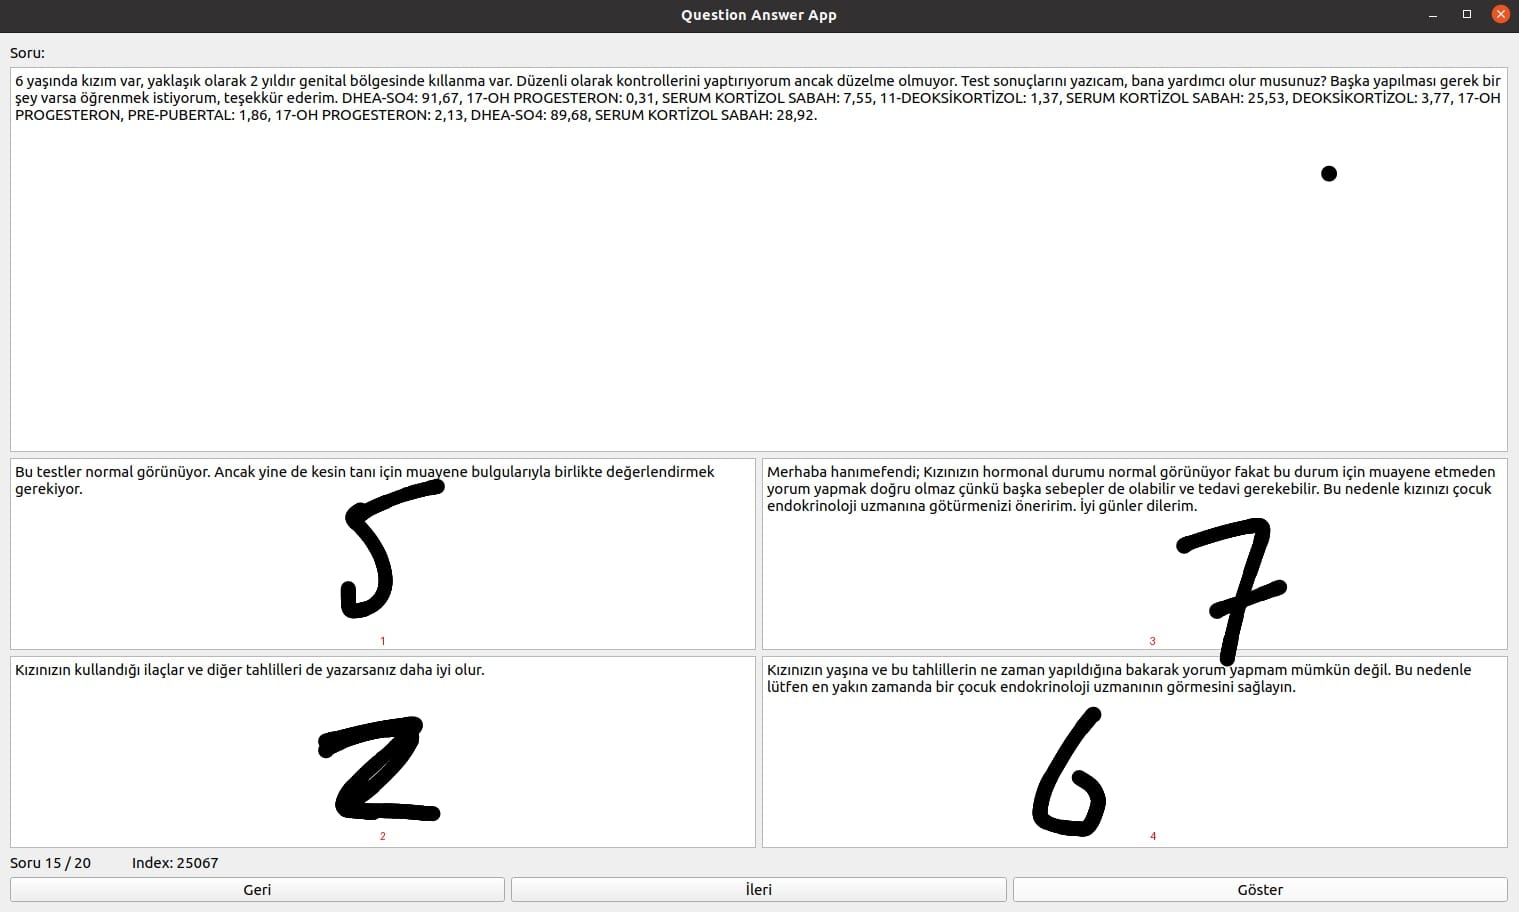 Question Answer App
Soru:
6 yaşında kızım var, yaklaşık olarak 2 yıldır genital bölgesinde kıllanma var. Düzenli olarak kontrollerini yaptırıyorum ancak düzelme olmuyor. Test sonuçlarını yazıcam, bana yardımcı olur musunuz? Başka yapılması gerek bir
şey varsa öğrenmek istiyorum, teşekkür ederim. DHEA-SO4: 91,67, 17-OH PROGESTERON: 0,31, SERUM KORTİZOL SABAH: 7,55, 11-DEOKSİKORTİZOL: 1,37, SERUM KORTİZOL SABAH: 25,53, DEOKSİKORTİZOL: 3,77, 17-OH
PROGESTERON, PRE-PUBERTAL: 1,86, 17-OH PROGESTERON: 2,13, DHEA-SO4: 89,68, SERUM KORTİZOL SABAH: 28,92.
Bu testler normal görünüyor. Ancak yine de kesin tanı için muayene bulgularıyla birlikte değerlendirmek
gerekiyor.
5
1
Merhaba hanımefendi; Kızınızın hormonal durumu normal görünüyor fakat bu durum için muayene etmeden
yorum yapmak doğru olmaz çünkü başka sebepler de olabilir ve tedavi gerekebilir. Bu nedenle kızınızı çocuk
endokrinoloji uzmanına götürmenizi öneririm. İyi günler dilerim.
7
3
Kızınızın kullandığı ilaçlar ve diğer tahlilleri de yazarsanız daha iyi olur.
2
2
Kızınızın yaşına ve bu tahlillerin ne zaman yapıldığına bakarak yorum yapmam mümkün değil. Bu nedenle
lütfen en yakın zamanda bir çocuk endokrinoloji uzmanının görmesini sağlayın.
6
4
Soru 15 / 20 Index: 25067
Geri İleri Göster